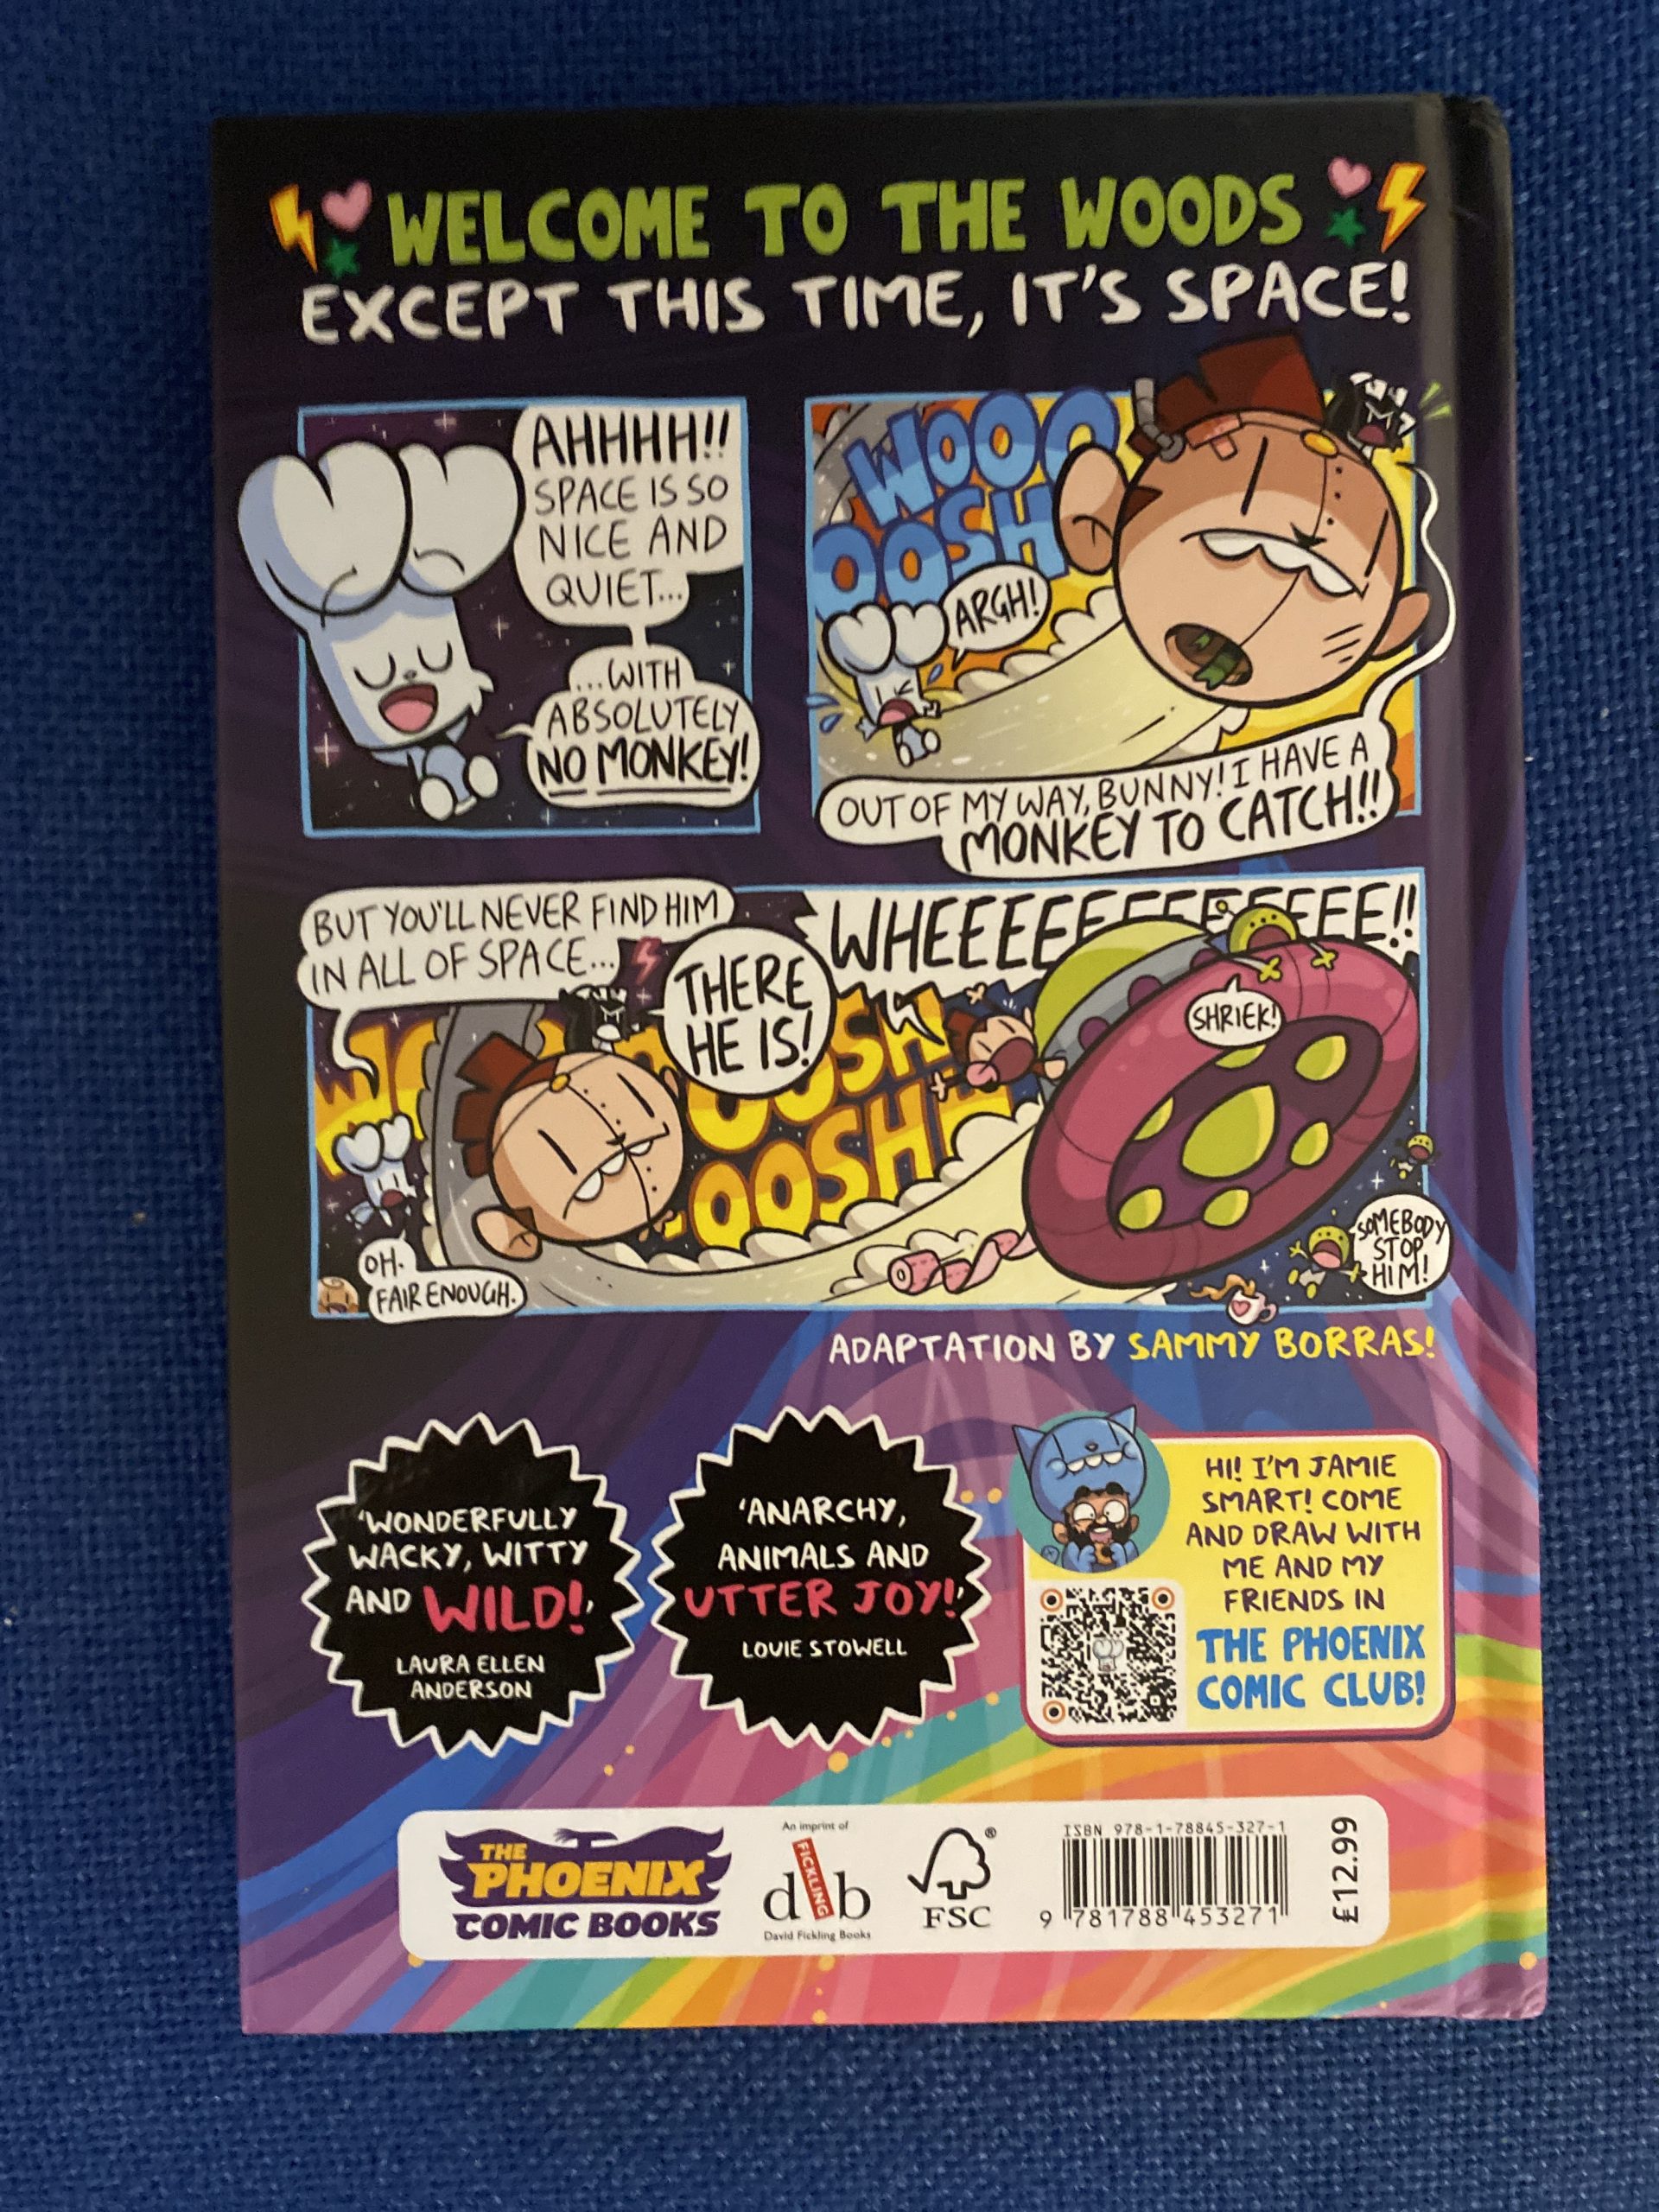 WELCOME TO THE WOODS
EXCEPT THIS TIME, IT'S SPACE!
AHHHH!!
SPACE IS SO
NICE AND
QUIET...
...WITH
ABSOLUTELY
NO MONKEY!
WOOO
OOSH
ARGH!
OUT OF MY WAY, BUNNY! I HAVE A
MONKEY TO CATCH!!
BUT YOU'LL NEVER FIND HIM
IN ALL OF SPACE...
THERE
HE IS!
WHEEEEEEEEEEEE!!
SHRIEK!
OOSH
OOSH
OH.
FAIR ENOUGH.
SOMEBODY
STOP
HIM!
ADAPTATION BY SAMMY BORRAS!
'WONDERFULLY
WACKY, WITTY
AND WILD!'
LAURA ELLEN
ANDERSON
'ANARCHY,
ANIMALS AND
UTTER JOY!'
LOUIE STOWELL
HI! I'M JAMIE
SMART! COME
AND DRAW WITH
ME AND MY
FRIENDS IN
THE PHOENIX
COMIC CLUB!
THE
PHOENIX
COMIC BOOKS
An imprint of
FICKLING
dfb
David Fickling Books
®
FSC
ISBN 978-1-78845-327-1
9 781788 453271
£12.99